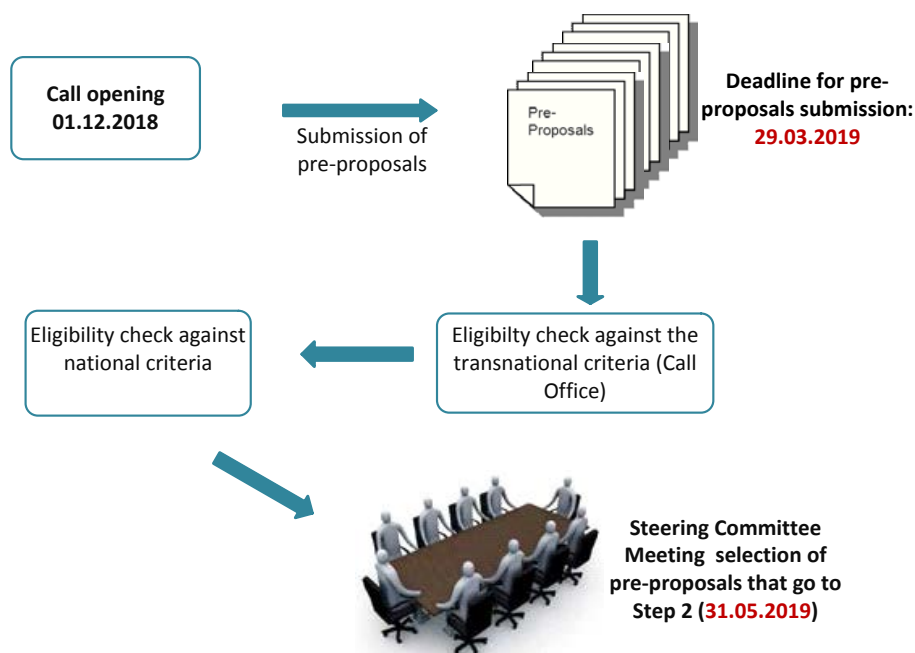 Call opening
01.12.2018
Submission of
pre-proposals
Pre-
Proposals
Deadline for pre-
proposals submission:
29.03.2019
Eligibilty check against the
transnational criteria (Call
Office)
Eligibility check against
national criteria
Steering Committee
Meeting selection of
pre-proposals that go to
Step 2 (31.05.2019)